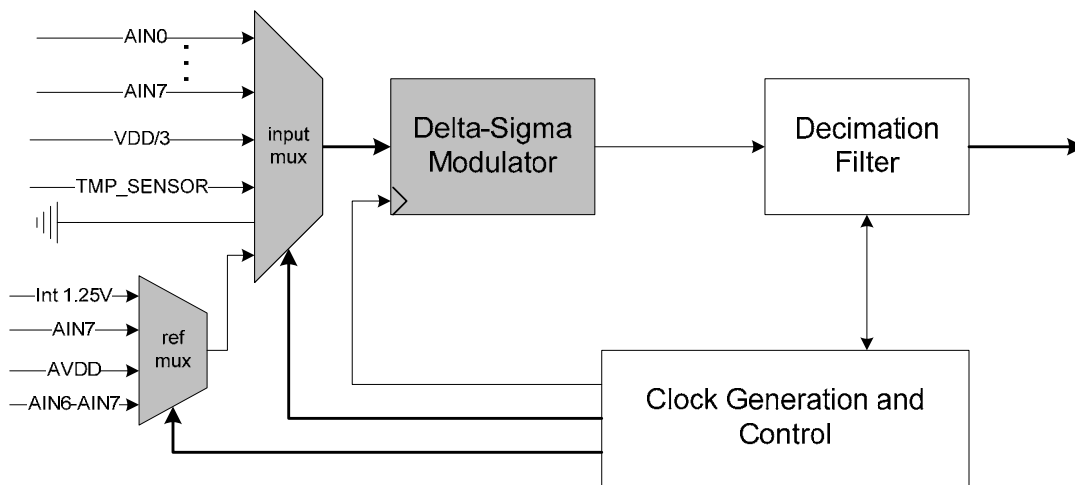 AIN0
AIN7
VDD/3
TMP_SENSOR
input
mux
Delta-Sigma
Modulator
Decimation
Filter
Int 1.25V
AIN7
AVDD
AIN6-AIN7
ref
mux
Clock Generation and
Control